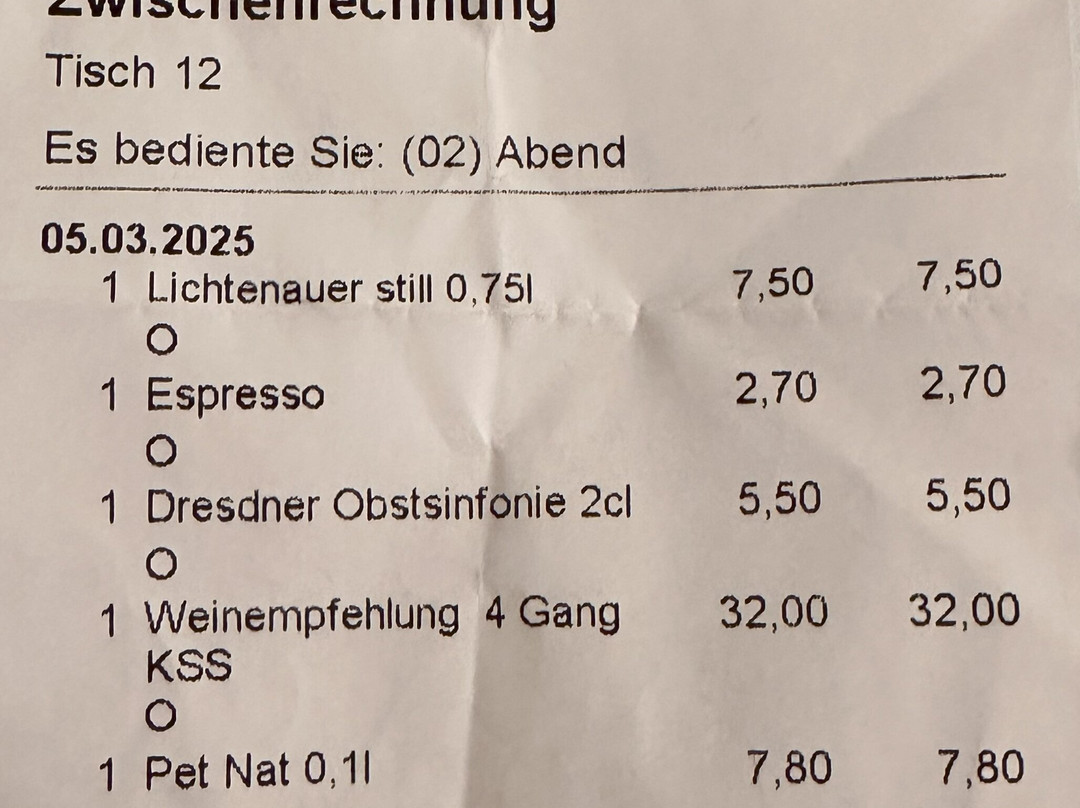 Zwischenrechnung
Tisch 12
Es bediente Sie: (02) Abend
05.03.2025
1 Lichtenauer still 0,75l 7,50 7,50
O
1 Espresso 2,70 2,70
O
1 Dresdner Obstsinfonie 2cl 5,50 5,50
O
1 Weinempfehlung 4 Gang 32,00 32,00
KSS
O
1 Pet Nat 0,1l 7,80 7,80